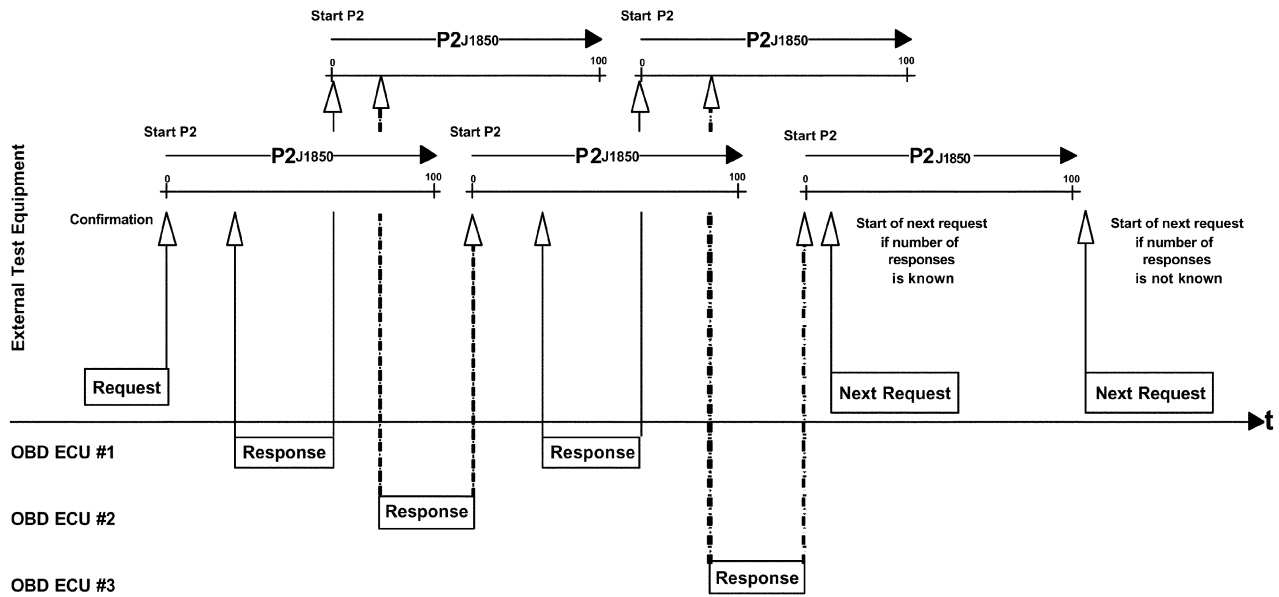 Start P2
Start P2
P2J1850
P2J1850
0
100
0
100
Start P2
Start P2
Start P2
P2J1850
P2J1850
P2J1850
0
100
0
100
0
100
External Test Equipment
Confirmation
Start of next request
if number of
responses
is known
Start of next request
if number of
responses
is not known
Request
Next Request
Next Request
t
OBD ECU #1
Response
Response
OBD ECU #2
Response
OBD ECU #3
Response